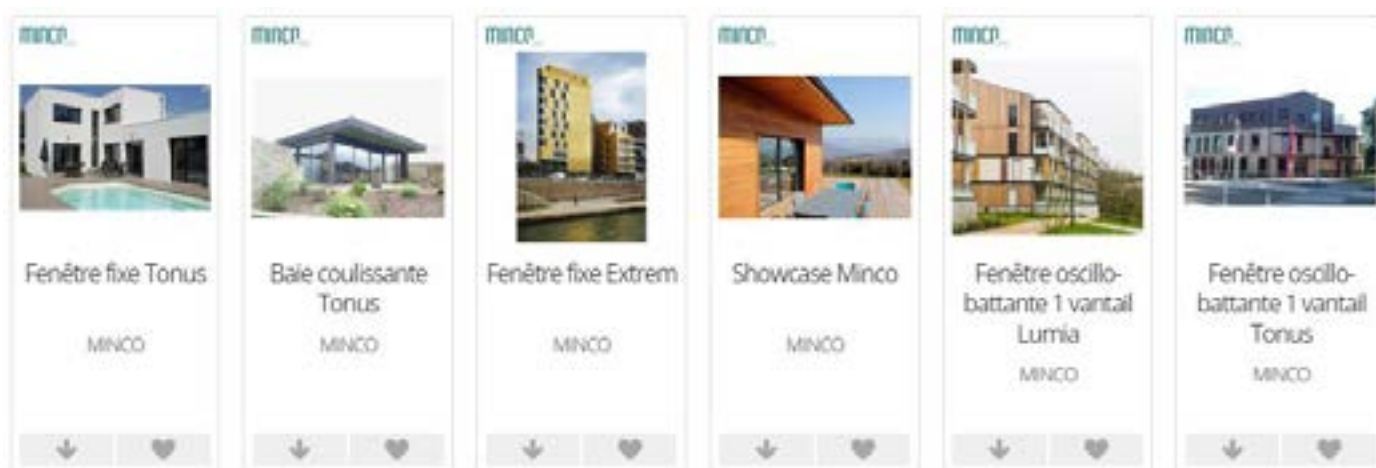 minco
minco
minco
minco
minco
minco
Fenêtre fixe Tonus
MINCO
Baie coulissante
Tonus
MINCO
Fenêtre fixe Extrem
MINCO
Showcase Minco
MINCO
Fenêtre oscillo-
battante 1 vantail
Lumia
MINCO
Fenêtre oscillo-
battante 1 vantail
Tonus
MINCO